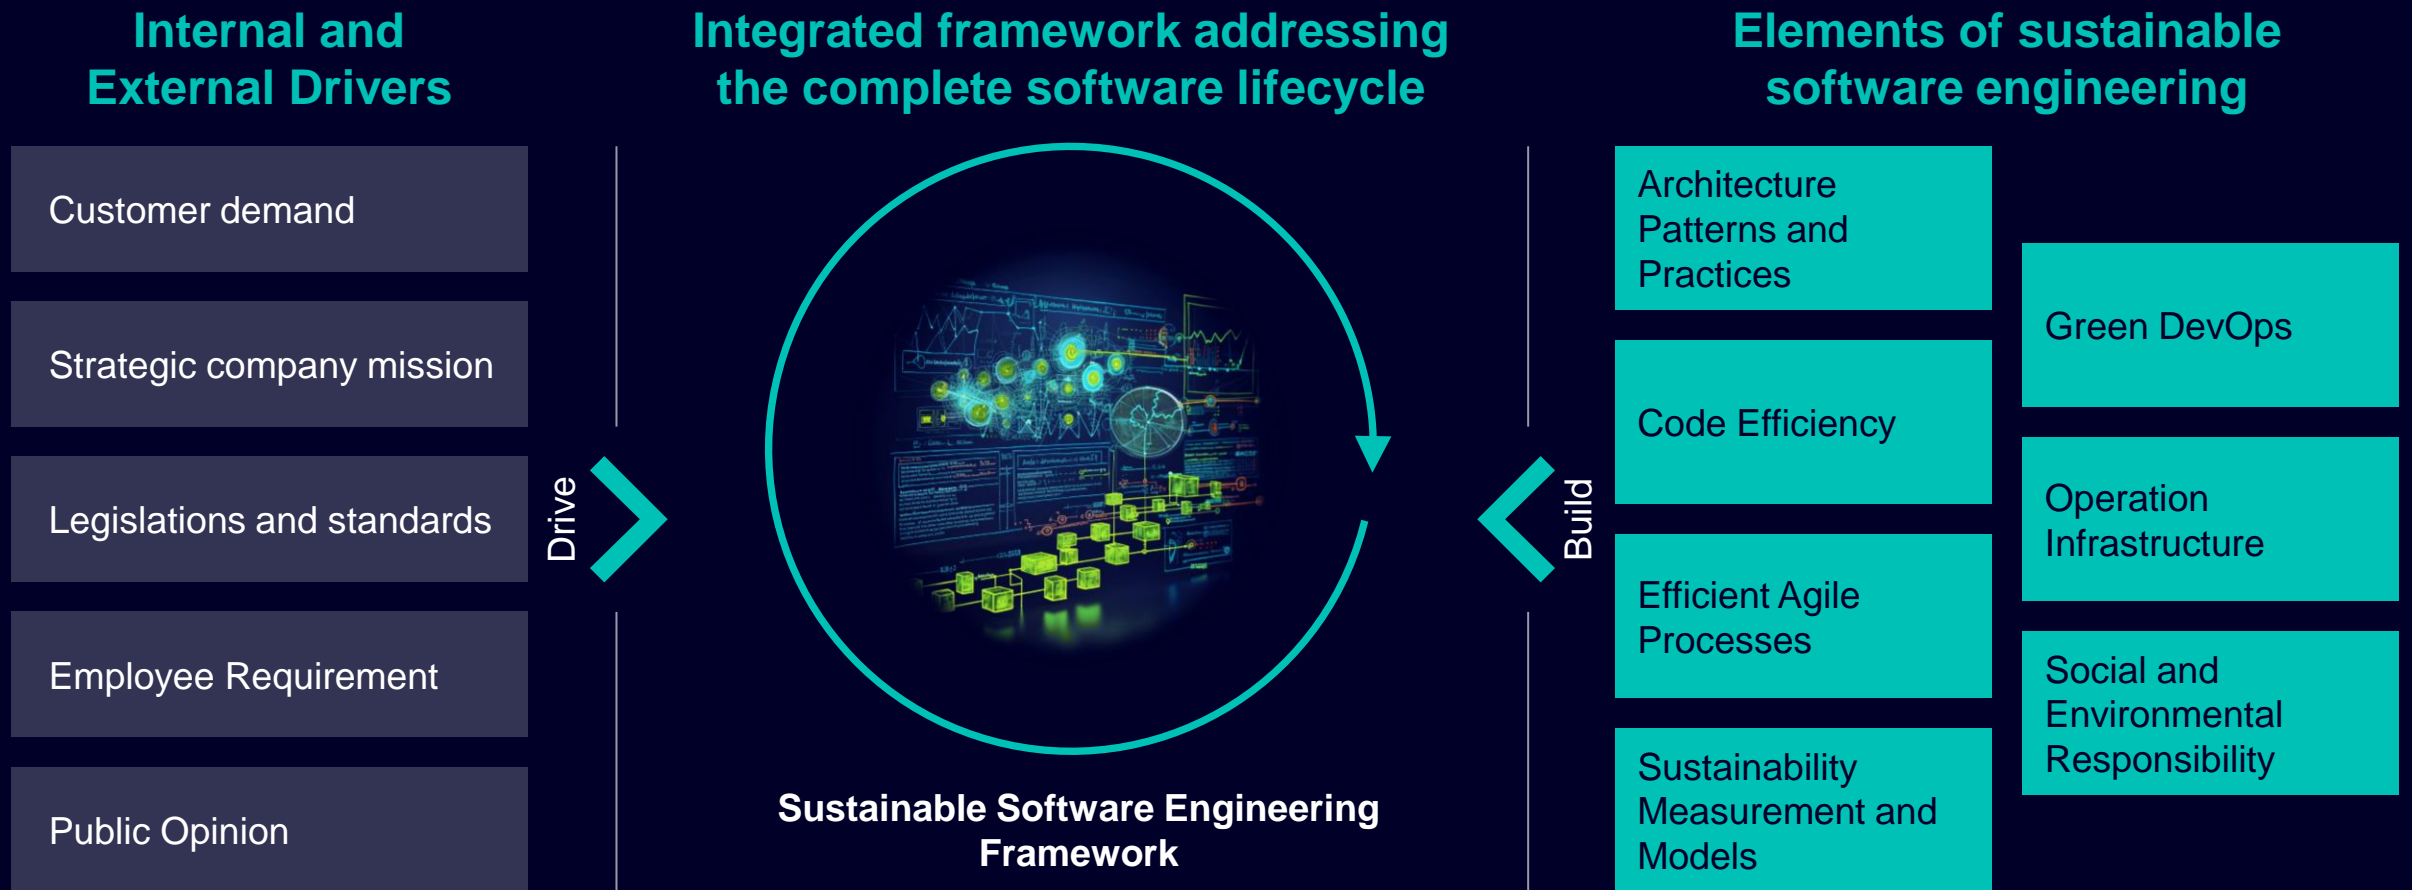 Internal and
External Drivers
Customer demand
Strategic company mission
Legislations and standards
Employee Requirement
Public Opinion
Drive
Integrated framework addressing
the complete software lifecycle
Sustainable Software Engineering
Framework
Build
Elements of sustainable
software engineering
Architecture
Patterns and
Practices
Code Efficiency
Efficient Agile
Processes
Sustainability
Measurement and
Models
Green DevOps
Operation
Infrastructure
Social and
Environmental
Responsibility